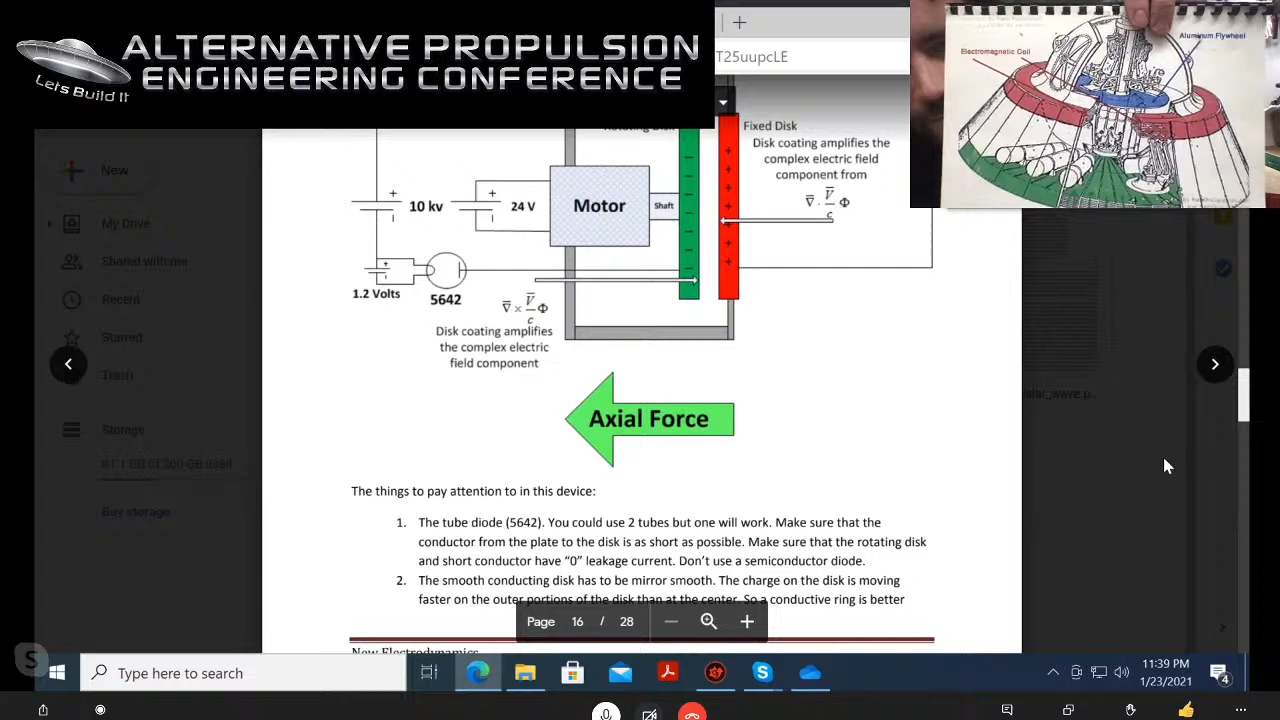 ALTERNATIVE PROPULSION
ENGINEERING CONFERENCE
Lets Build It
T25uupcLE
Electromagnetic Coil
Aluminum Flywheel
New
My Drive
Shared with me
Recent
Starred
Trash
Storage
Buy storage
Rotating Disk
Fixed Disk
Disk coating amplifies the
complex electric field
component from
∇̅ · V̅/c Φ
+
10 kv
-
+
24 V
-
Motor
Shaft
1.2 Volts
5642
∇̅ × V̅/c Φ
Disk coating amplifies
the complex electric
field component
Axial Force
The things to pay attention to in this device:
1. The tube diode (5642). You could use 2 tubes but one will work. Make sure that the
conductor from the plate to the disk is as short as possible. Make sure that the rotating disk
and short conductor have “0” leakage current. Don’t use a semiconductor diode.
2. The smooth conducting disk has to be mirror smooth. The charge on the disk is moving
faster on the outer portions of the disk than at the center. So a conductive ring is better
Page 16 / 28
New Electrodynamics
Type here to search
11:39 PM
1/23/2021
4